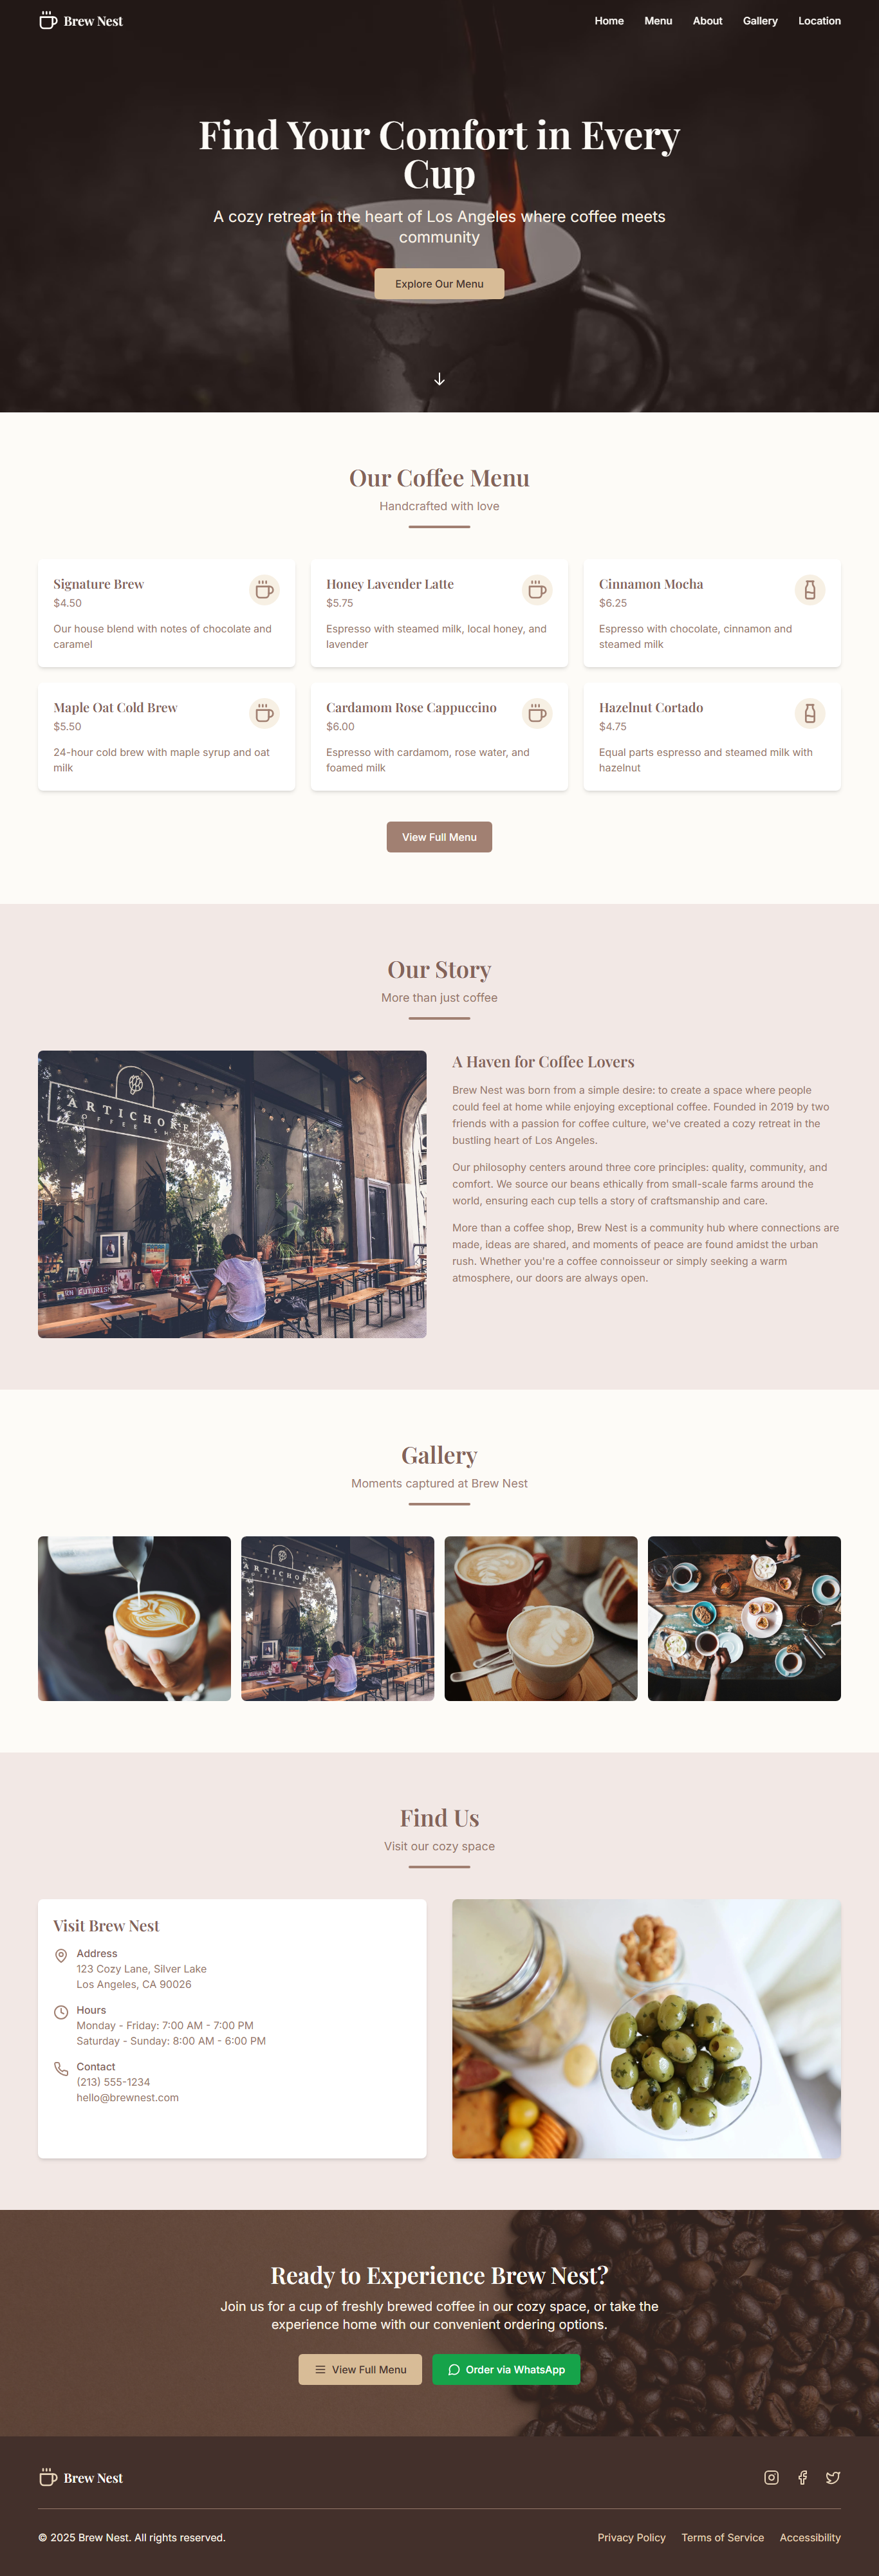 Brew Nest
Home Menu About Gallery Location
Find Your Comfort in Every
Cup
A cozy retreat in the heart of Los Angeles where coffee meets
community
Explore Our Menu
Our Coffee Menu
Handcrafted with love
Signature Brew
$4.50
Our house blend with notes of chocolate and
caramel
Honey Lavender Latte
$5.75
Espresso with steamed milk, local honey, and
lavender
Cinnamon Mocha
$6.25
Espresso with chocolate, cinnamon and
steamed milk
Maple Oat Cold Brew
$5.50
24-hour cold brew with maple syrup and oat
milk
Cardamom Rose Cappuccino
$6.00
Espresso with cardamom, rose water, and
foamed milk
Hazelnut Cortado
$4.75
Equal parts espresso and steamed milk with
hazelnut
View Full Menu
Our Story
More than just coffee
ARTICHOKE
COFFEE SHOP
A Haven for Coffee Lovers
Brew Nest was born from a simple desire: to create a space where people
could feel at home while enjoying exceptional coffee. Founded in 2019 by two
friends with a passion for coffee culture, we've created a cozy retreat in the
bustling heart of Los Angeles.
Our philosophy centers around three core principles: quality, community, and
comfort. We source our beans ethically from small-scale farms around the
world, ensuring each cup tells a story of craftsmanship and care.
More than a coffee shop, Brew Nest is a community hub where connections are
made, ideas are shared, and moments of peace are found amidst the urban
rush. Whether you're a coffee connoisseur or simply seeking a warm
atmosphere, our doors are always open.
Gallery
Moments captured at Brew Nest
Find Us
Visit our cozy space
Visit Brew Nest
Address
123 Cozy Lane, Silver Lake
Los Angeles, CA 90026
Hours
Monday - Friday: 7:00 AM - 7:00 PM
Saturday - Sunday: 8:00 AM - 6:00 PM
Contact
(213) 555-1234
hello@brewnest.com
Ready to Experience Brew Nest?
Join us for a cup of freshly brewed coffee in our cozy space, or take the
experience home with our convenient ordering options.
View Full Menu
Order via WhatsApp
Brew Nest
© 2025 Brew Nest. All rights reserved.
Privacy Policy Terms of Service Accessibility